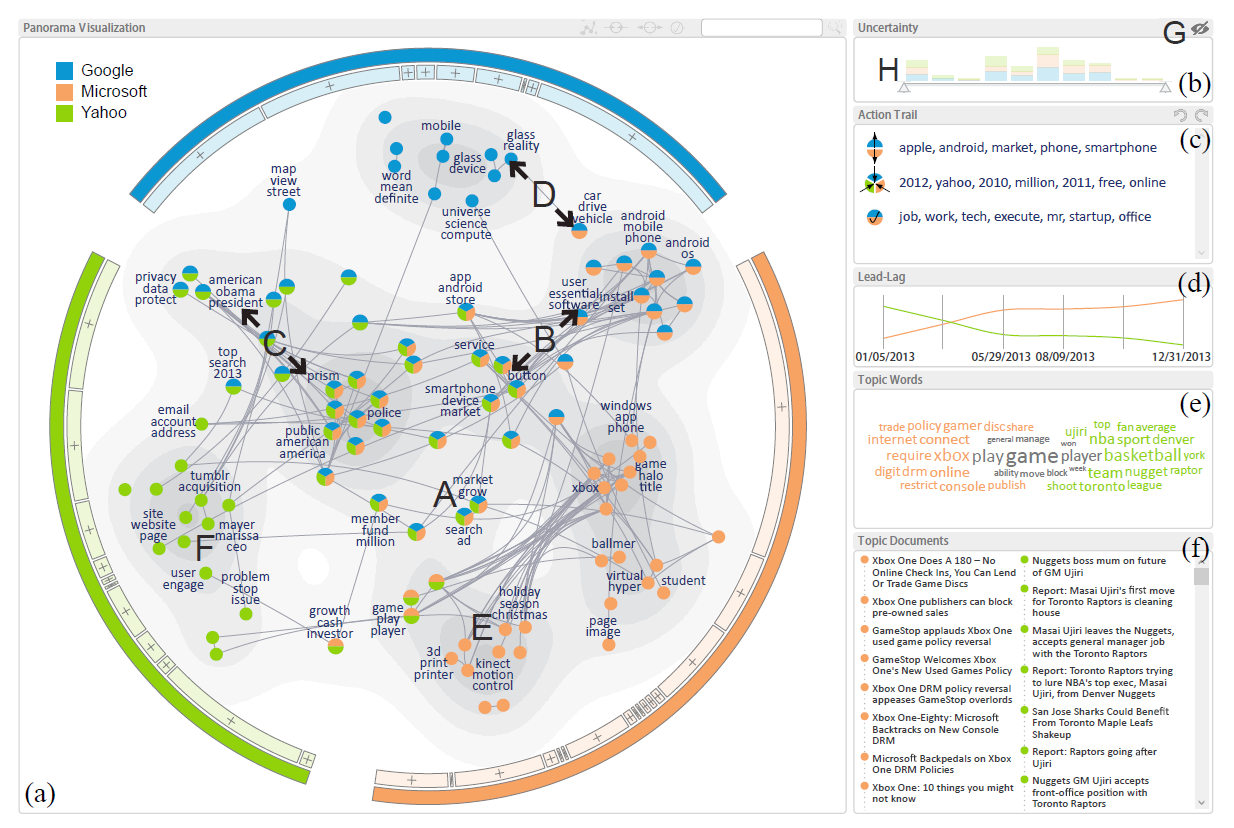 Panorama Visualization
Google
Microsoft
Yahoo
mobile
glass
reality
glass
device
word
mean
definite
universe
science
compute
map
view
street
D
car
drive
vehicle
android
mobile
phone
android
os
privacy
data
protect
american
obama
president
app
android
store
user
essential
software
install
set
C
B
top
search
2013
prism
service
button
police
smartphone
device
market
email
account
address
public
american
america
windows
app
phone
tumblr
acquisition
A
market
grow
game
halo
title
xbox
site
website
page
mayer
marissa
ceo
member
fund
million
search
ad
F
ballmer
user
engage
problem
stop
issue
virtual
hyper
student
growth
cash
investor
game
play
player
holiday
season
christmas
E
page
image
3d
print
printer
kinect
motion
control
(a)
Uncertainty
G
H
(b)
Action Trail
(c)
apple, android, market, phone, smartphone
2012, yahoo, 2010, million, 2011, free, online
job, work, tech, execute, mr, startup, office
Lead-Lag
(d)
01/05/2013 05/29/2013 08/09/2013 12/31/2013
Topic Words
(e)
trade policy gamer disc share
internet connect general manage won
require xbox play game player
digit drm online ability move block week
restrict console publish
top fan average
ujiri nba sport denver
basketball york
team nugget raptor
shoot toronto league
Topic Documents
(f)
Xbox One Does A 180 – No
Online Check Ins, You Can Lend
Or Trade Game Discs
Xbox One publishers can block
pre-owned sales
GameStop applauds Xbox One
used game policy reversal
GameStop Welcomes Xbox
One's New Used Games Policy
Xbox One DRM policy reversal
appeases GameStop overlords
Xbox One-Eighty: Microsoft
Backtracks on New Console
DRM
Microsoft Backpedals on Xbox
One DRM Policies
Xbox One: 10 things you might
not know
Nuggets boss mum on future
of GM Ujiri
Report: Masai Ujiri's first move
for Toronto Raptors is cleaning
house
Masai Ujiri leaves the Nuggets,
accepts general manager job
with the Toronto Raptors
Report: Toronto Raptors trying
to lure NBA's top exec, Masai
Ujiri, from Denver Nuggets
San Jose Sharks Could Benefit
From Toronto Maple Leafs
Shakeup
Report: Raptors going after
Ujiri
Nuggets GM Ujiri accepts
front-office position with
Toronto Raptors